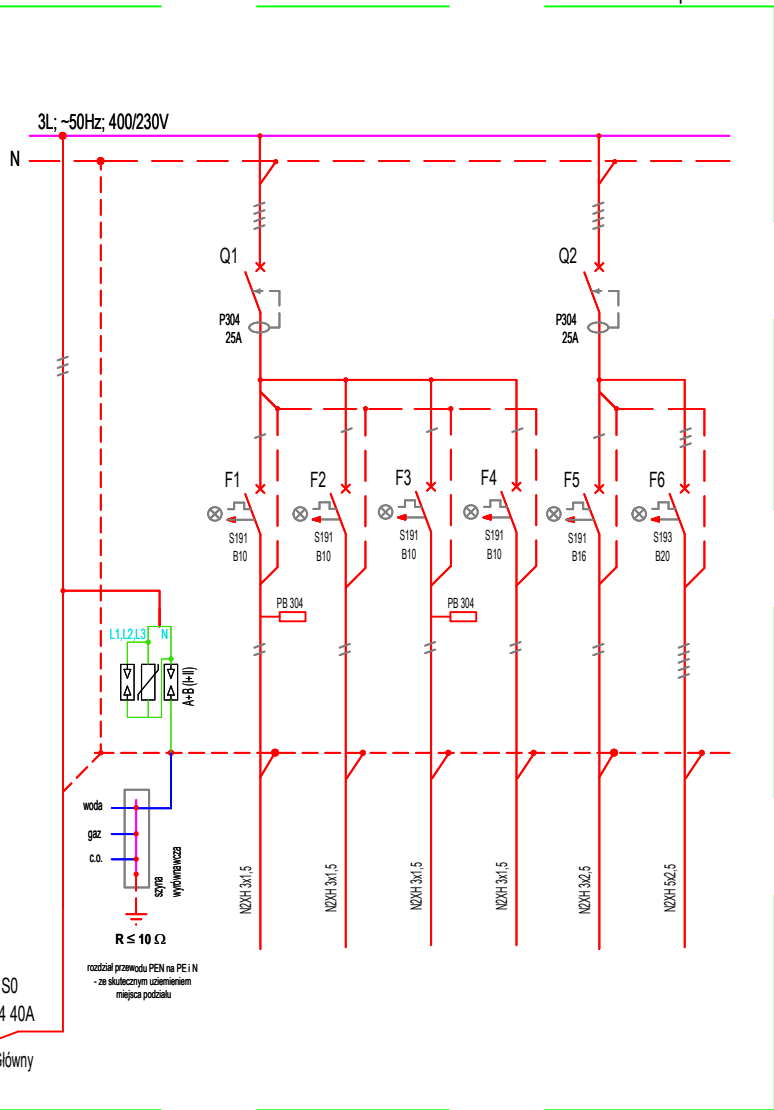 3L; ~50Hz; 400/230V
N
Q1
P304
25A
Q2
P304
25A
F1
S191
B10
F2
S191
B10
F3
S191
B10
F4
S191
B10
F5
S191
B16
F6
S193
B20
PB 304
PB 304
L1,L2,L3 N
A+B (I+II)
woda
gaz
c.o.
szyna
wyrównawcza
R ≤ 10 Ω
rozdział przewodu PEN na PE i N
- ze skutecznym uziemieniem
miejsca podziału
N2XH 3x1,5
N2XH 3x1,5
N2XH 3x1,5
N2XH 3x1,5
N2XH 3x2,5
N2XH 5x2,5
S0
4 40A
łówny